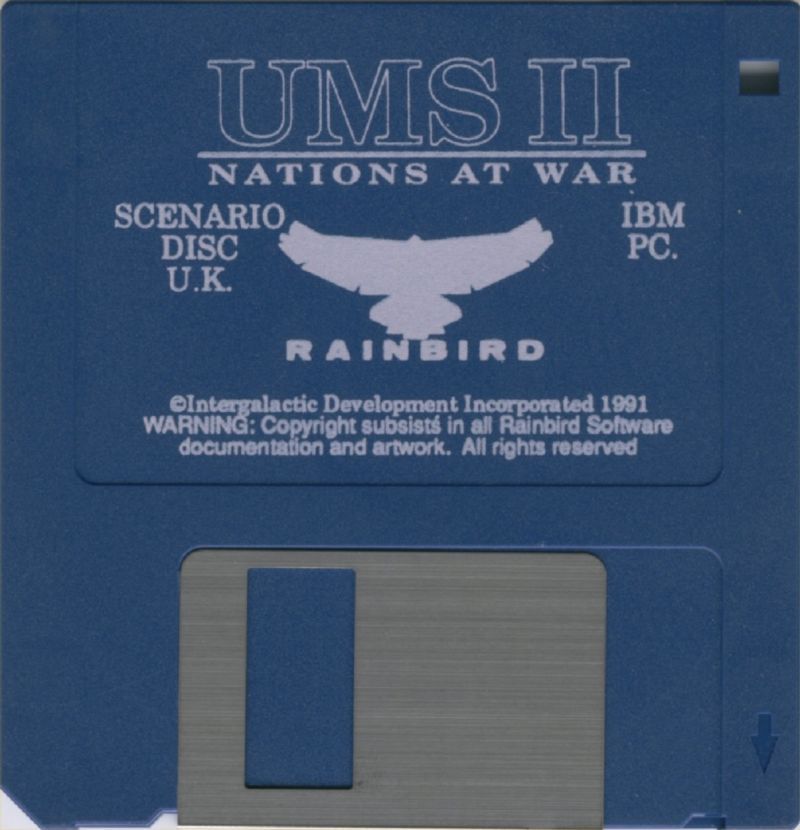 UMS II
NATIONS AT WAR
SCENARIO
DISC
U.K.
IBM
PC.
RAINBIRD
©Intergalactic Development Incorporated 1991
WARNING: Copyright subsists in all Rainbird Software
documentation and artwork. All rights reserved